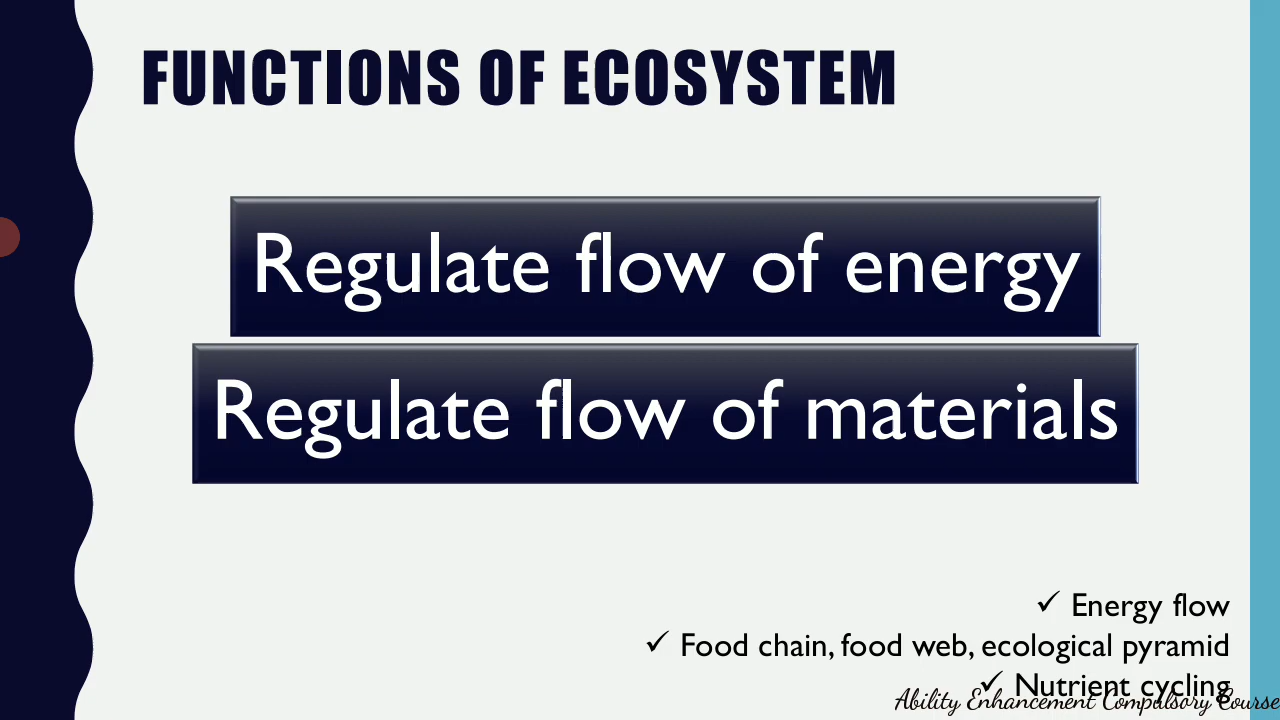 FUNCTIONS OF ECOSYSTEM
Regulate flow of energy
Regulate flow of materials
✓ Energy flow
✓ Food chain, food web, ecological pyramid
✓ Nutrient cycling
8
Ability Enhancement Compulsory Course